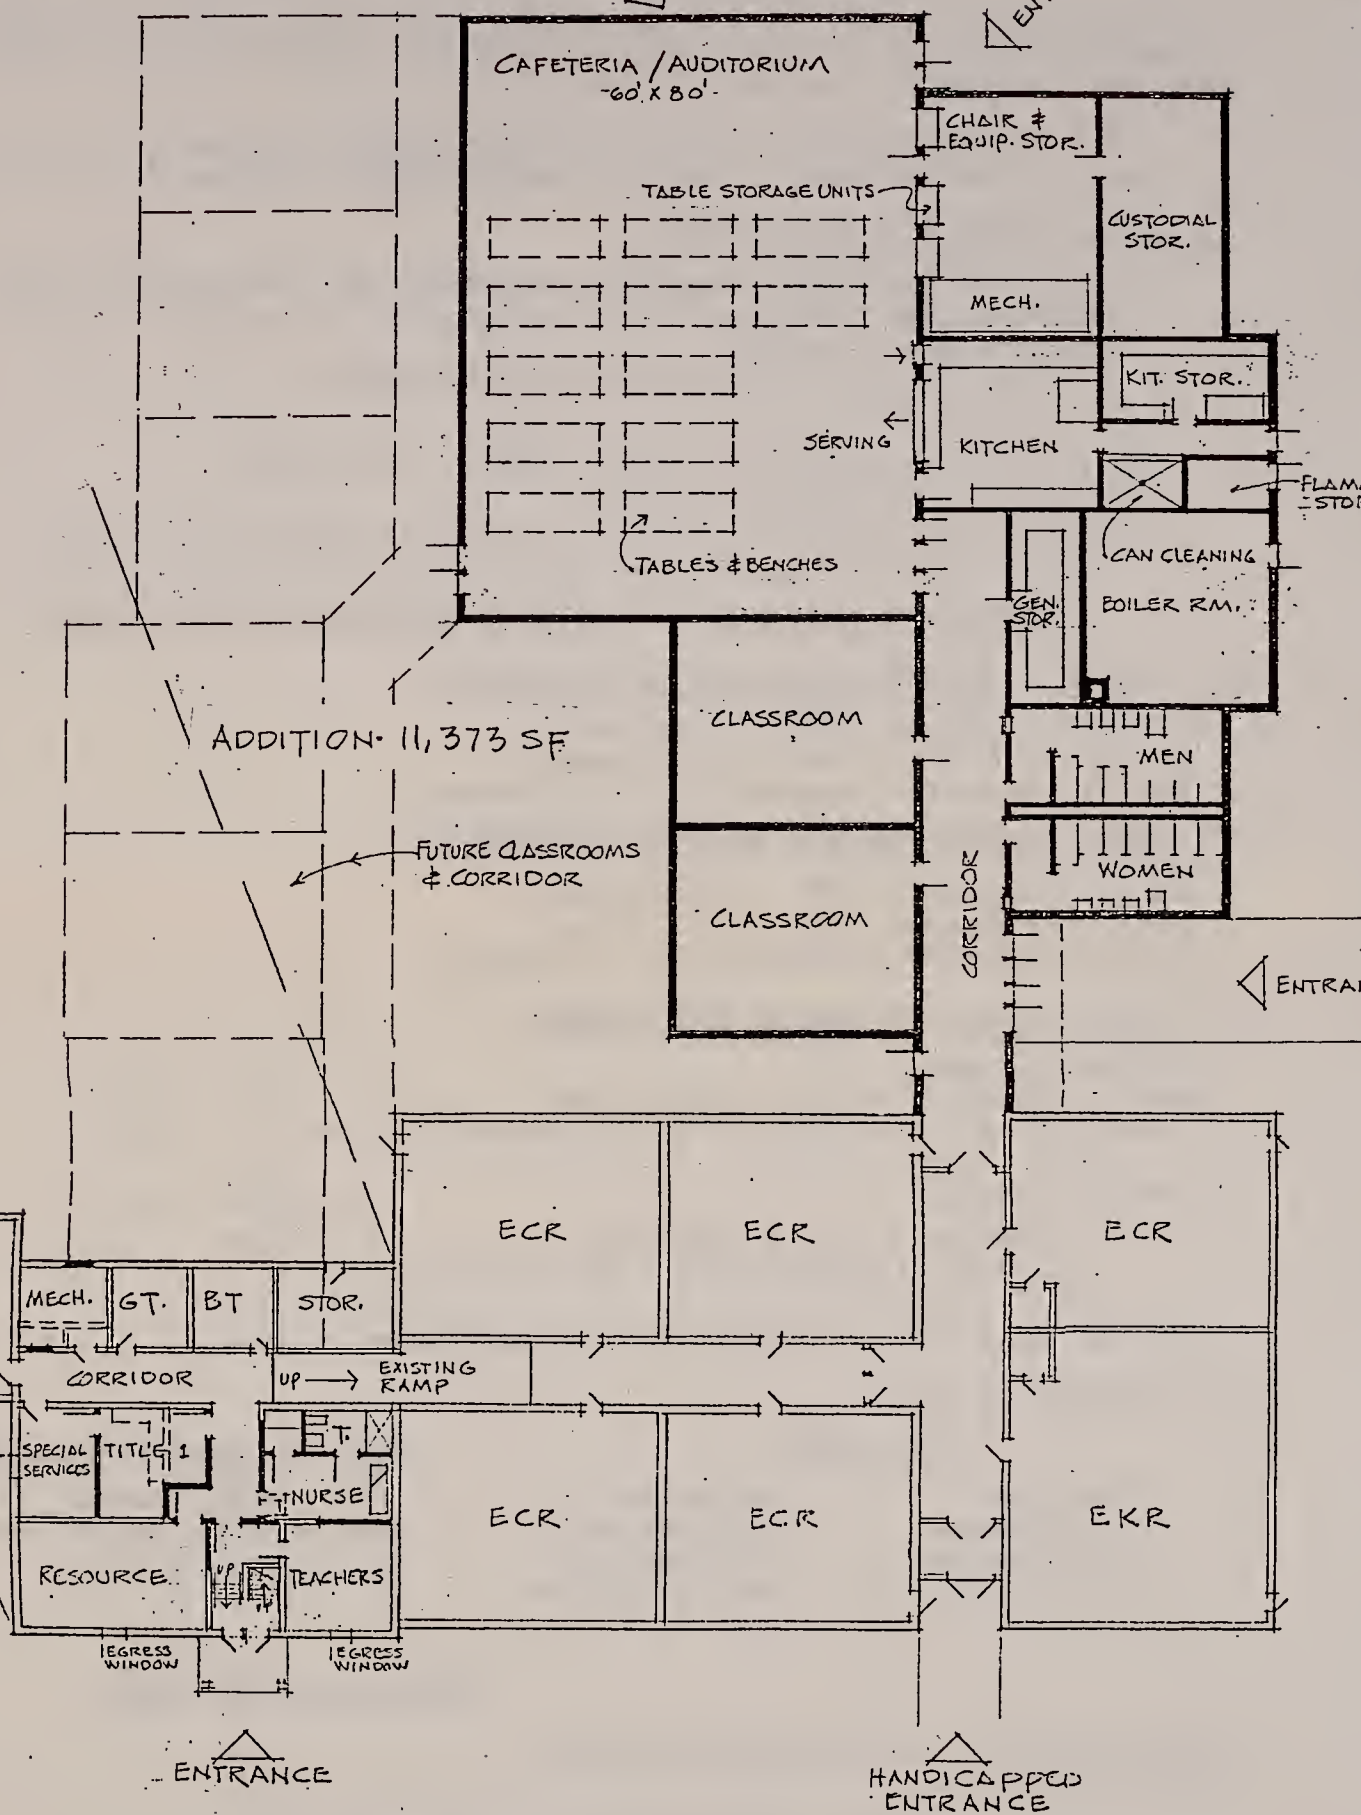 CAFETERIA / AUDITORIUM
-60' X 80'-
CHAIR &
EQUIP. STOR.
TABLE STORAGE UNITS
CUSTODIAL
STOR.
MECH.
KIT. STOR.
SERVING
KITCHEN
TABLES & BENCHES
CAN CLEANING
GEN.
STOR.
BOILER RM.
CLASSROOM
ADDITION· 11,373 SF
MEN
FUTURE CLASSROOMS
& CORRIDOR
WOMEN
CLASSROOM
CORRIDOR
ECR
ECR
ECR
MECH.
GT.
BT
STOR.
CORRIDOR
UP
EXISTING
RAMP
SPECIAL
SERVICES
TITLE 1
T.
NURSE
ECR
ECR
EKR
RESOURCE
UP
TEACHERS
EGRESS
WINDOW
EGRESS
WINDOW
ENTRANCE
HANDICAPPED
ENTRANCE